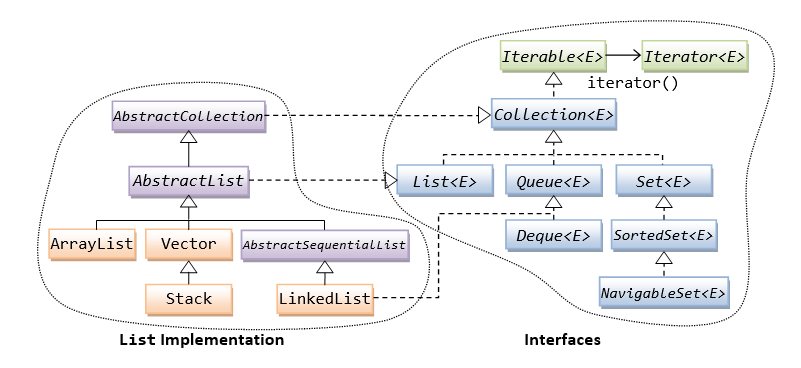 Iterable<E>
Iterator<E>
iterator()
AbstractCollection
Collection<E>
AbstractList
List<E>
Queue<E>
Set<E>
ArrayList
Vector
AbstractSequentialList
Deque<E>
SortedSet<E>
Stack
LinkedList
NavigableSet<E>
List Implementation
Interfaces